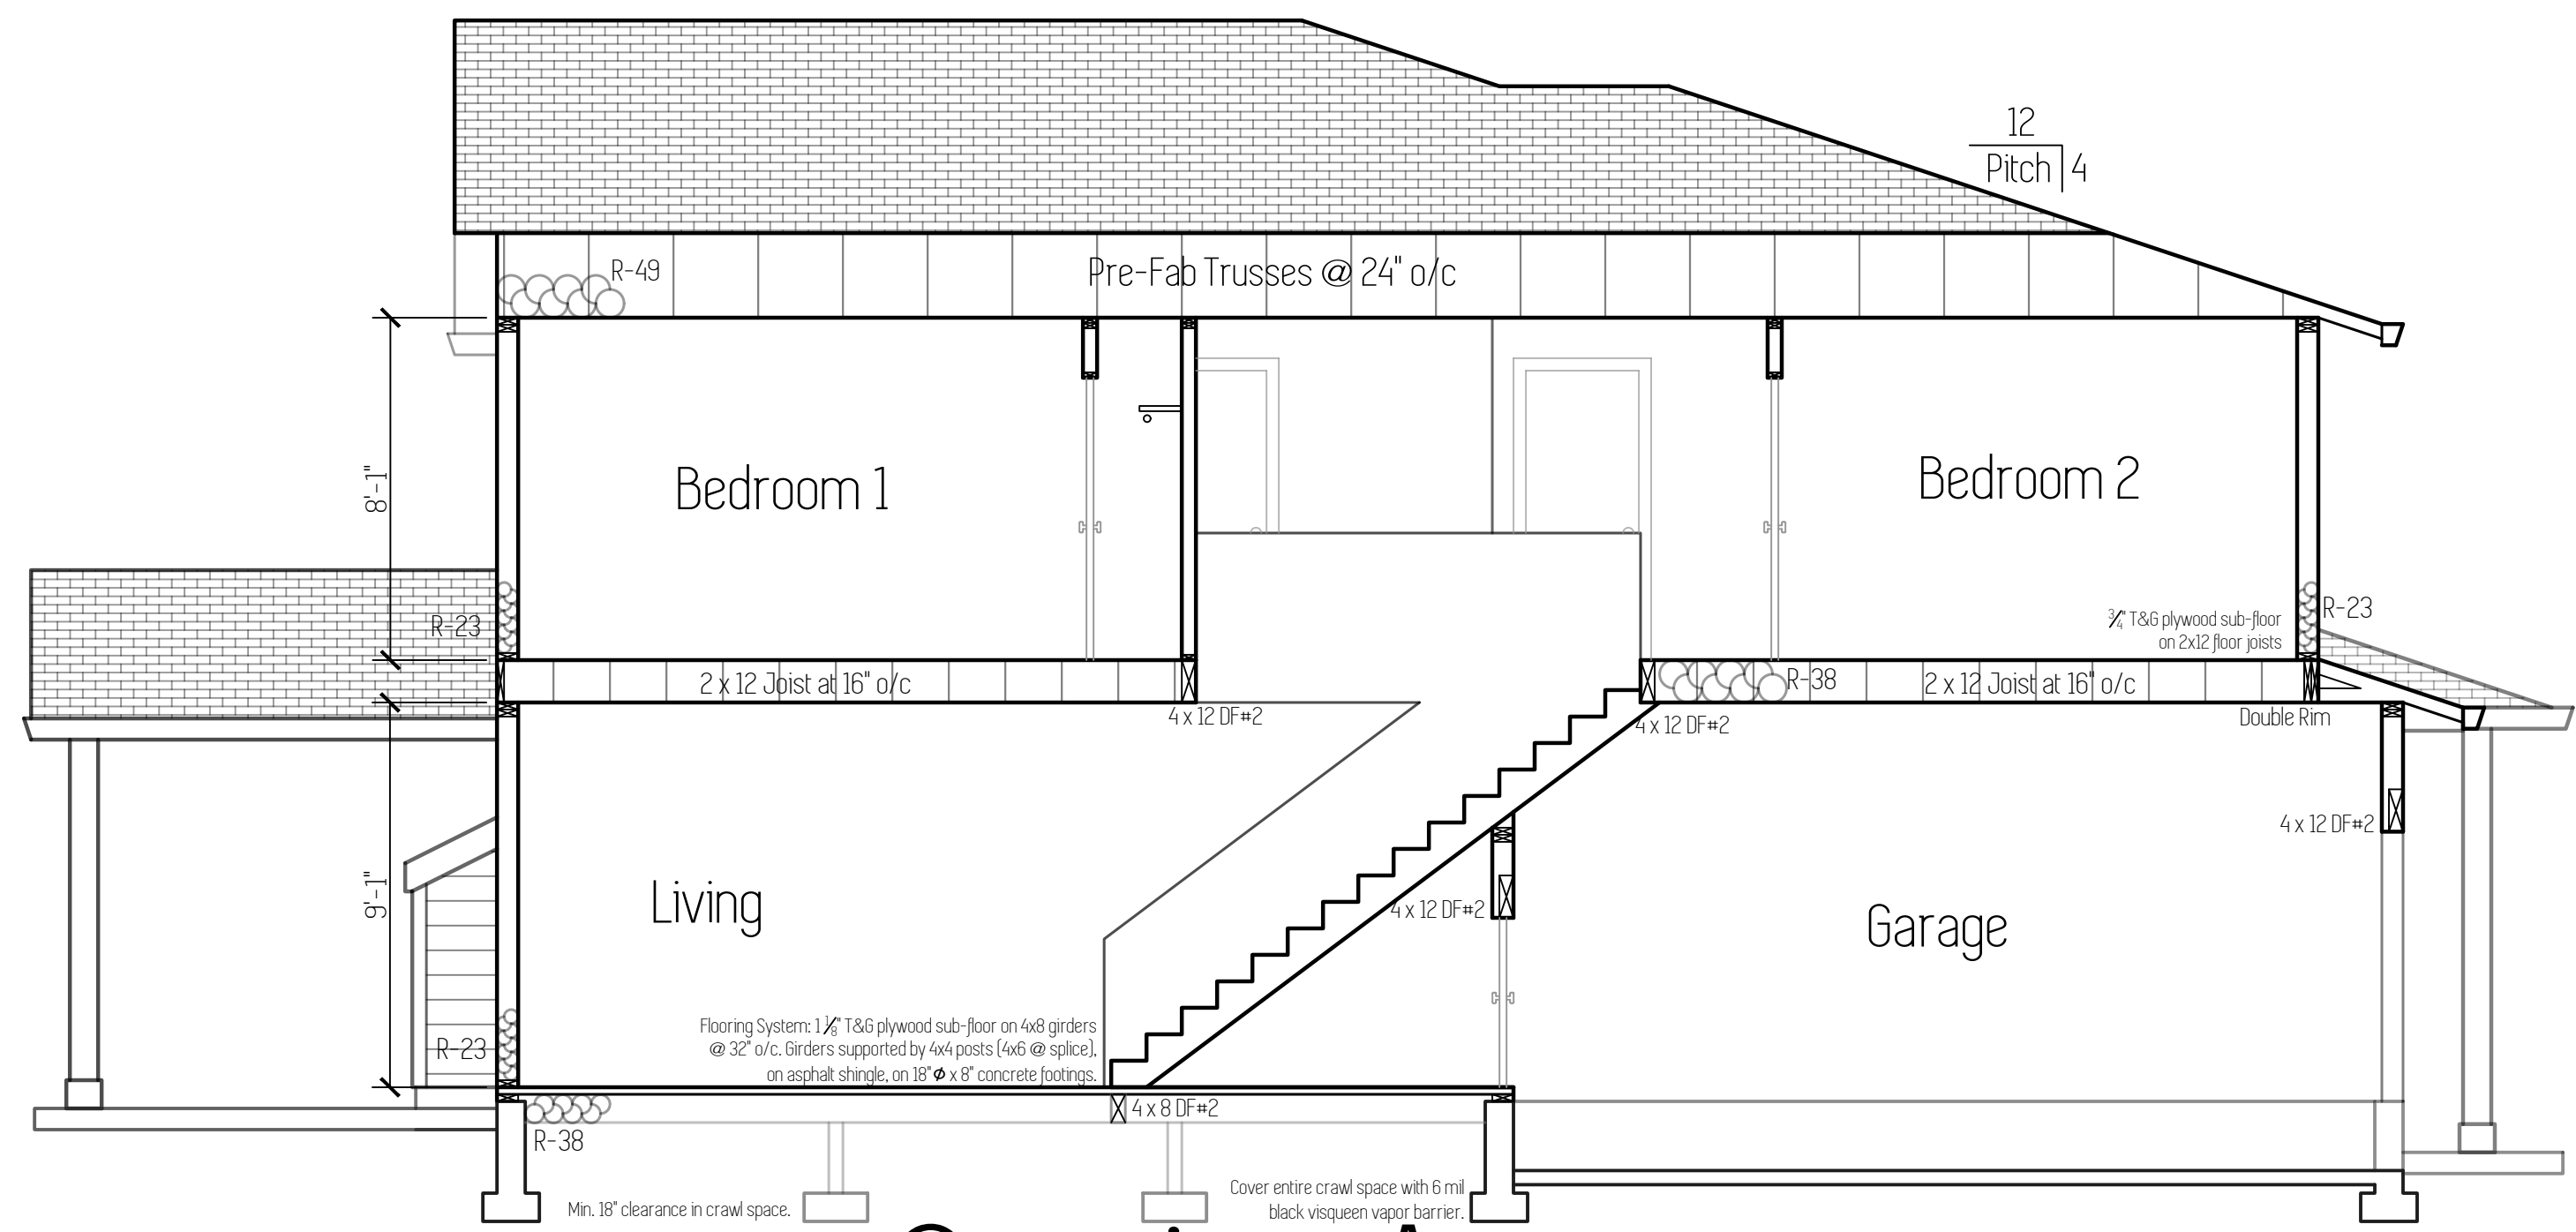 12
Pitch 4
R-49
Pre-Fab Trusses @ 24" o/c
8'-1"
Bedroom 1
Bedroom 2
R-23
3/4" T&G plywood sub-floor
on 2x12 floor joists
R-23
2 x 12 Joist at 16" o/c
R-38
2 x 12 Joist at 16" o/c
4 x 12 DF#2
4 x 12 DF#2
Double Rim
4 x 12 DF#2
9'-1"
Living
4 x 12 DF#2
Garage
R-23
Flooring System: 1 1/8" T&G plywood sub-floor on 4x8 girders
@ 32" o/c. Girders supported by 4x4 posts (4x6 @ splice),
on asphalt shingle, on 18"ϕ x 8" concrete footings.
4 x 8 DF#2
R-38
Min. 18" clearance in crawl space.
Cover entire crawl space with 6 mil
black visqueen vapor barrier.